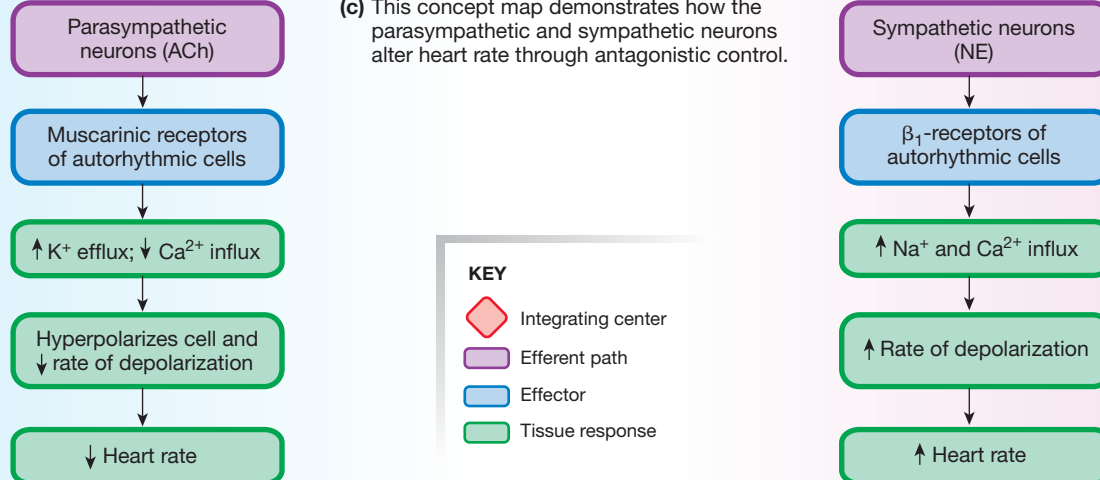 Parasympathetic
neurons (ACh)
Muscarinic receptors
of autorhythmic cells
↑ K⁺ efflux; ↓ Ca²⁺ influx
Hyperpolarizes cell and
↓ rate of depolarization
↓ Heart rate
(c) This concept map demonstrates how the
parasympathetic and sympathetic neurons
alter heart rate through antagonistic control.
KEY
Integrating center
Efferent path
Effector
Tissue response
Sympathetic neurons
(NE)
β₁-receptors of
autorhythmic cells
↑ Na⁺ and Ca²⁺ influx
↑ Rate of depolarization
↑ Heart rate